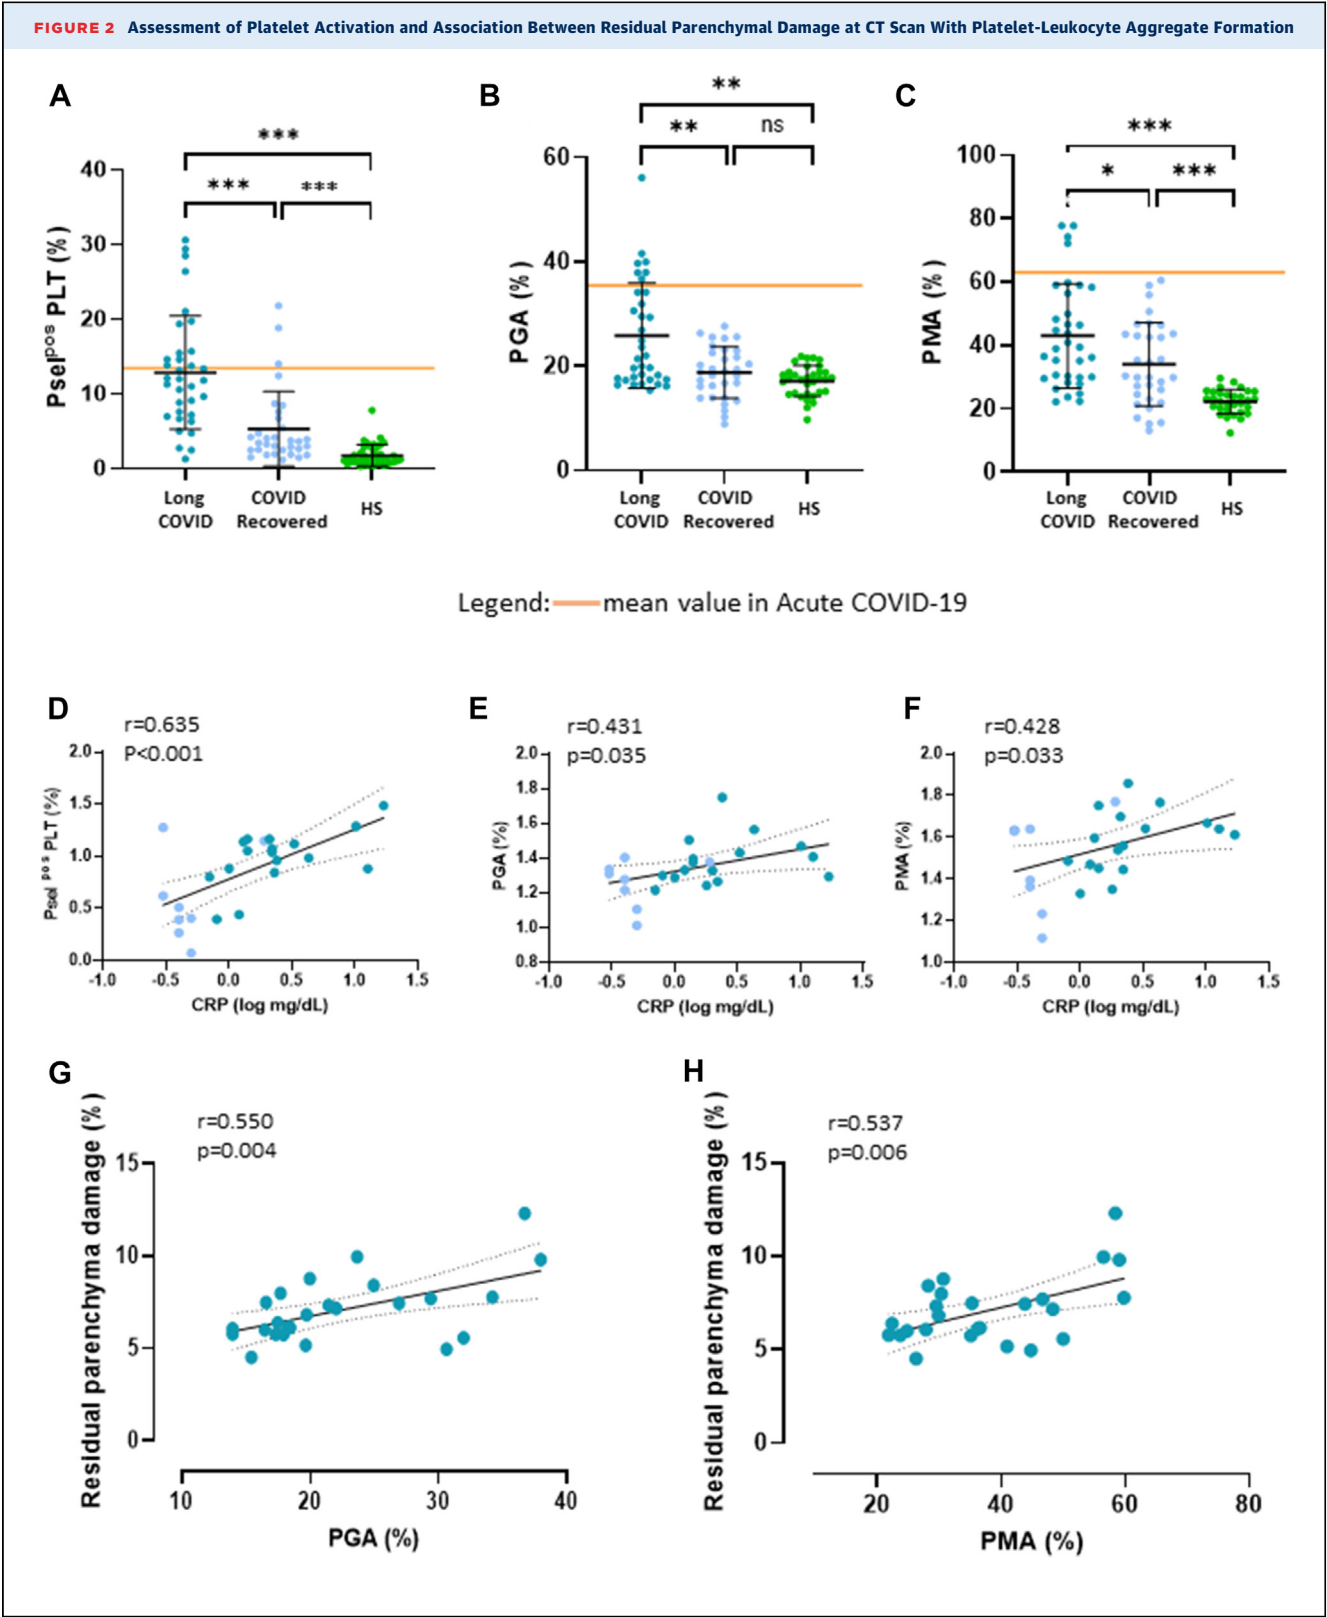 FIGURE 2 Assessment of Platelet Activation and Association Between Residual Parenchymal Damage at CT Scan With Platelet-Leukocyte Aggregate Formation
A
***
***
***
Pselpos PLT (%)
40
30
20
10
0
Long COVID
COVID Recovered
HS
B
**
**
ns
PGA (%)
60
40
20
0
Long COVID
COVID Recovered
HS
C
***
*
***
PMA (%)
100
80
60
40
20
0
Long COVID
COVID Recovered
HS
Legend: mean value in Acute COVID-19
D
r=0.635
P<0.001
Psel pos PLT (%)
2.0
1.5
1.0
0.5
0.0
-1.0 -0.5 0.0 0.5 1.0 1.5
CRP (log mg/dL)
E
r=0.431
p=0.035
PGA (%)
2.0
1.8
1.6
1.4
1.2
1.0
0.8
-1.0 -0.5 0.0 0.5 1.0 1.5
CRP (log mg/dL)
F
r=0.428
p=0.033
PMA (%)
2.0
1.8
1.6
1.4
1.2
1.0
-1.0 -0.5 0.0 0.5 1.0 1.5
CRP (log mg/dL)
G
r=0.550
p=0.004
Residual parenchyma damage (%)
15
10
5
0
10 20 30 40
PGA (%)
H
r=0.537
p=0.006
Residual parenchyma damage (%)
15
10
5
0
20 40 60 80
PMA (%)